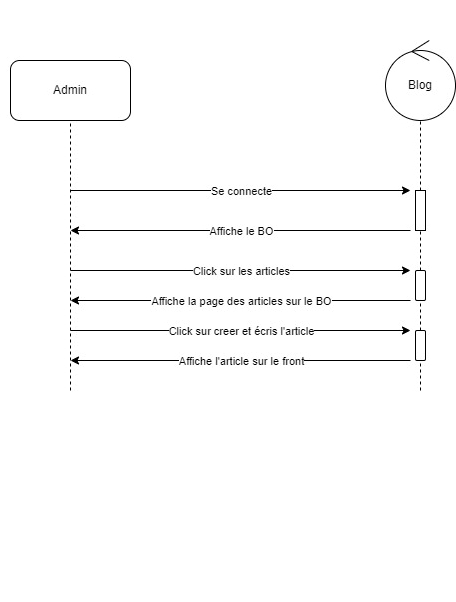 Admin
Blog
Se connecte
Affiche le BO
Click sur les articles
Affiche la page des articles sur le BO
Click sur creer et écris l'article
Affiche l'article sur le front